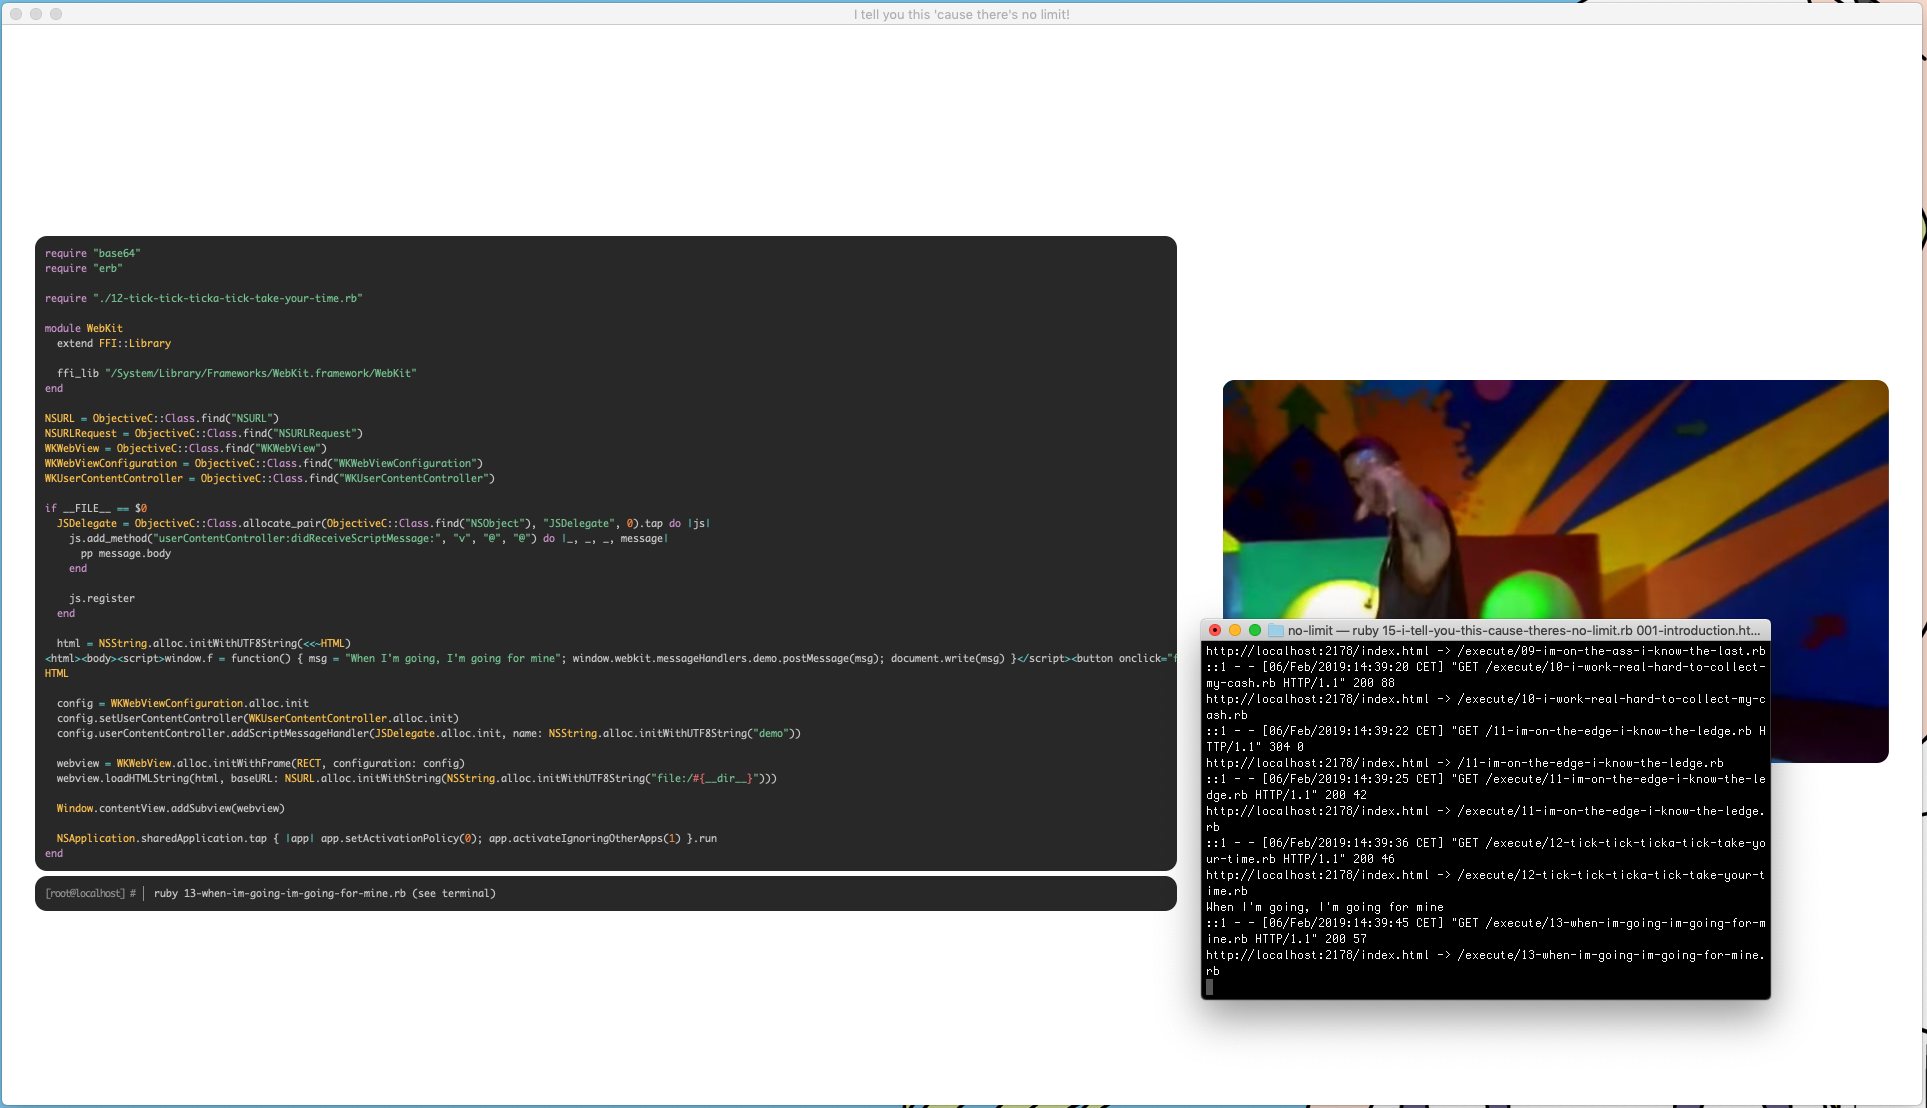 I tell you this 'cause there's no limit!
require "base64"
require "erb"
require "./12-tick-tick-ticka-tick-take-your-time.rb"
module WebKit
  extend FFI::Library
  ffi_lib "/System/Library/Frameworks/WebKit.framework/WebKit"
end
NSURL = ObjectiveC::Class.find("NSURL")
NSURLRequest = ObjectiveC::Class.find("NSURLRequest")
WKWebView = ObjectiveC::Class.find("WKWebView")
WKWebViewConfiguration = ObjectiveC::Class.find("WKWebViewConfiguration")
WKUserContentController = ObjectiveC::Class.find("WKUserContentController")
if __FILE__ == $0
  JSDelegate = ObjectiveC::Class.allocate_pair(ObjectiveC::Class.find("NSObject"), "JSDelegate", 0).tap do |js|
    js.add_method("userContentController:didReceiveScriptMessage:", "v", "@", "@") do |_, _, _, message|
      pp message.body
    end
    js.register
  end
  html = NSString.alloc.initWithUTF8String(<<~HTML)
<html><body><script>window.f = function() { msg = "When I'm going, I'm going for mine"; window.webkit.messageHandlers.demo.postMessage(msg); document.write(msg) }</script><button onclick="f
HTML
  config = WKWebViewConfiguration.alloc.init
  config.setUserContentController(WKUserContentController.alloc.init)
  config.userContentController.addScriptMessageHandler(JSDelegate.alloc.init, name: NSString.alloc.initWithUTF8String("demo"))
  webview = WKWebView.alloc.initWithFrame(RECT, configuration: config)
  webview.loadHTMLString(html, baseURL: NSURL.alloc.initWithString(NSString.alloc.initWithUTF8String("file:/#{__dir__}")))
  Window.contentView.addSubview(webview)
  NSApplication.sharedApplication.tap { |app| app.setActivationPolicy(0); app.activateIgnoringOtherApps(1) }.run
end
[root@localhost] # | ruby 13-when-im-going-im-going-for-mine.rb (see terminal)
no-limit — ruby 15-i-tell-you-this-cause-theres-no-limit.rb 001-introduction.ht...
http://localhost:2178/index.html -> /execute/09-im-on-the-ass-i-know-the-last.rb
::1 - - [06/Feb/2019:14:39:20 CET] "GET /execute/10-i-work-real-hard-to-collect-
my-cash.rb HTTP/1.1" 200 88
http://localhost:2178/index.html -> /execute/10-i-work-real-hard-to-collect-my-c
ash.rb
::1 - - [06/Feb/2019:14:39:22 CET] "GET /11-im-on-the-edge-i-know-the-ledge.rb H
TTP/1.1" 304 0
http://localhost:2178/index.html -> /11-im-on-the-edge-i-know-the-ledge.rb
::1 - - [06/Feb/2019:14:39:25 CET] "GET /execute/11-im-on-the-edge-i-know-the-le
dge.rb HTTP/1.1" 200 42
http://localhost:2178/index.html -> /execute/11-im-on-the-edge-i-know-the-ledge.
rb
::1 - - [06/Feb/2019:14:39:36 CET] "GET /execute/12-tick-tick-ticka-tick-take-yo
ur-time.rb HTTP/1.1" 200 46
http://localhost:2178/index.html -> /execute/12-tick-tick-ticka-tick-take-your-t
ime.rb
When I'm going, I'm going for mine
::1 - - [06/Feb/2019:14:39:45 CET] "GET /execute/13-when-im-going-im-going-for-m
ine.rb HTTP/1.1" 200 57
http://localhost:2178/index.html -> /execute/13-when-im-going-im-going-for-mine.
rb